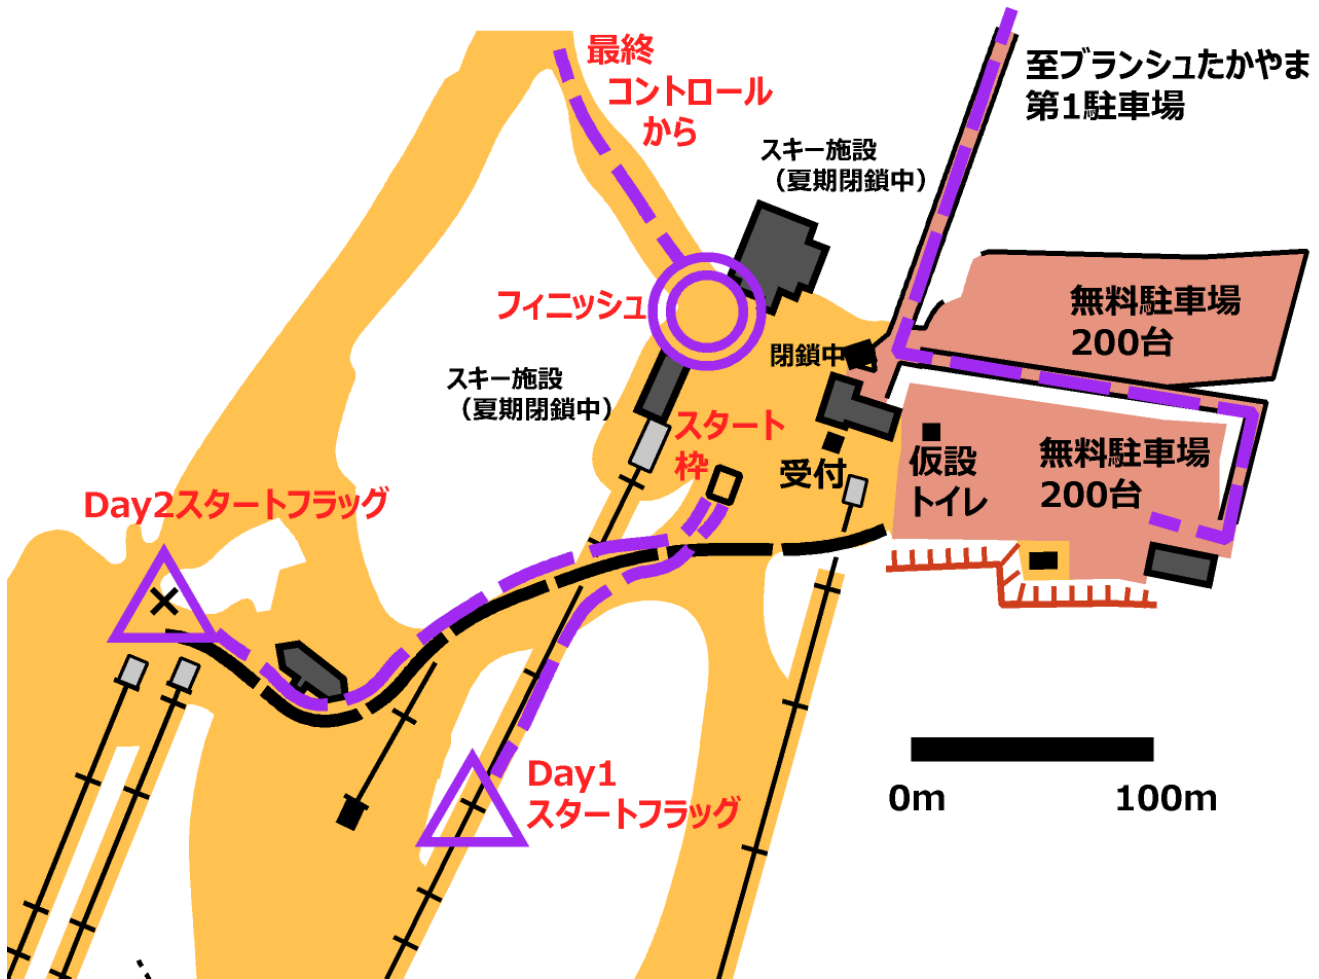 最終
コントロール
から
至ブランシュたかやま
第1駐車場
スキー施設
（夏期閉鎖中）
フィニッシュ
無料駐車場
200台
閉鎖中
スキー施設
（夏期閉鎖中）
スタート
枠
受付
仮設
トイレ
無料駐車場
200台
Day2スタートフラッグ
Day1
スタートフラッグ
0m
100m